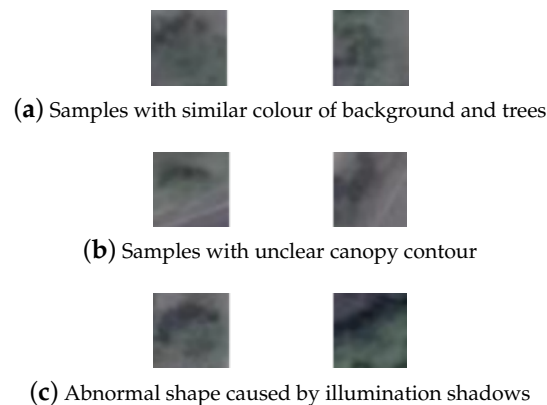 (a) Samples with similar colour of background and trees
(b) Samples with unclear canopy contour
(c) Abnormal shape caused by illumination shadows